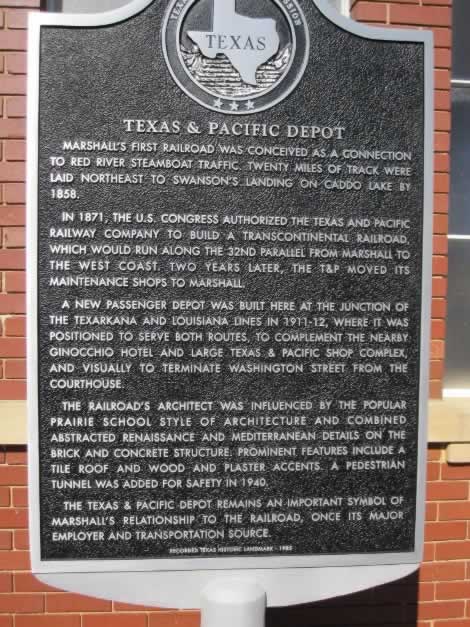 TEXAS
TEXAS & PACIFIC DEPOT
MARSHALL'S FIRST RAILROAD WAS CONCEIVED AS A CONNECTION
TO RED RIVER STEAMBOAT TRAFFIC. TWENTY MILES OF TRACK WERE
LAID NORTHEAST TO SWANSON'S LANDING ON CADDO LAKE BY
1858.
IN 1871, THE U.S. CONGRESS AUTHORIZED THE TEXAS AND PACIFIC
RAILWAY COMPANY TO BUILD A TRANSCONTINENTAL RAILROAD,
WHICH WOULD RUN ALONG THE 32ND PARALLEL FROM MARSHALL TO
THE WEST COAST. TWO YEARS LATER, THE T&P MOVED ITS
MAINTENANCE SHOPS TO MARSHALL.
A NEW PASSENGER DEPOT WAS BUILT HERE AT THE JUNCTION OF
THE TEXARKANA AND LOUISIANA LINES IN 1911-12, WHERE IT WAS
POSITIONED TO SERVE BOTH ROUTES, TO COMPLEMENT THE NEARBY
GINOCCHIO HOTEL AND LARGE TEXAS & PACIFIC SHOP COMPLEX,
AND VISUALLY TO TERMINATE WASHINGTON STREET FROM THE
COURTHOUSE.
THE RAILROAD'S ARCHITECT WAS INFLUENCED BY THE POPULAR
PRAIRIE SCHOOL STYLE OF ARCHITECTURE AND COMBINED
ABSTRACTED RENAISSANCE AND MEDITERRANEAN DETAILS ON THE
BRICK AND CONCRETE STRUCTURE. PROMINENT FEATURES INCLUDE A
TILE ROOF AND WOOD AND PLASTER ACCENTS. A PEDESTRIAN
TUNNEL WAS ADDED FOR SAFETY IN 1940.
THE TEXAS & PACIFIC DEPOT REMAINS AN IMPORTANT SYMBOL OF
MARSHALL'S RELATIONSHIP TO THE RAILROAD, ONCE ITS MAJOR
EMPLOYER AND TRANSPORTATION SOURCE.
RECORDED TEXAS HISTORIC LANDMARK -